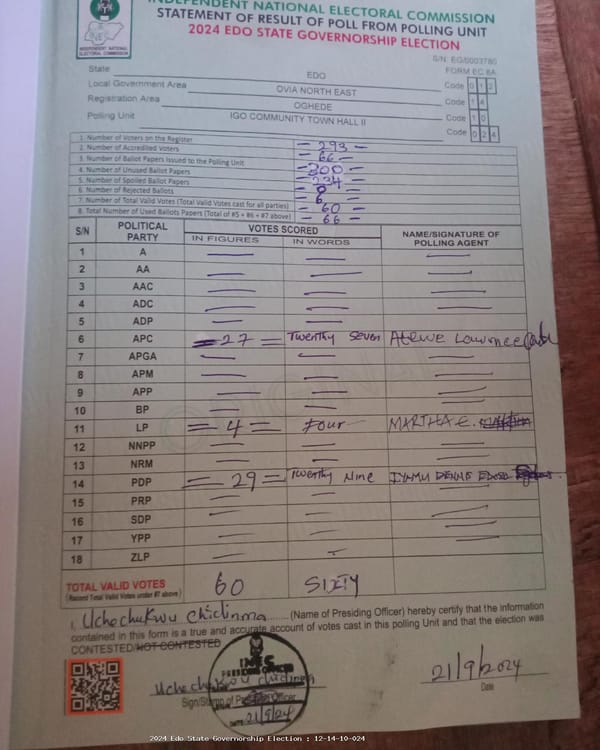 INDEPENDENT NATIONAL ELECTORAL COMMISSION
STATEMENT OF RESULT OF POLL FROM POLLING UNIT
2024 EDO STATE GOVERNORSHIP ELECTION
INEC
INDEPENDENT NATIONAL
ELECTORAL COMMISSION
S/N: EG/0003780
FORM EC 8A
State EDO
Local Government Area OVIA NORTH EAST Code 0 1 2
Registration Area OGHEDE Code 1 4
Polling Unit IGO COMMUNITY TOWN HALL II Code 1 0
Code 0 2 4
1. Number of Voters on the Register = 293 =
2. Number of Accredited Voters = 66 =
3. Number of Ballot Papers Issued to the Polling Unit = 300 =
4. Number of Unused Ballot Papers = 234 =
5. Number of Spoiled Ballot Papers
6. Number of Rejected Ballots 6
7. Number of Total Valid Votes (Total Valid Votes cast for all parties) 60 =
8. Total Number of Used Ballots Papers (Total of #5 + #6 + #7 above) = 66 =
S/N POLITICAL PARTY VOTES SCORED NAME/SIGNATURE OF POLLING AGENT
IN FIGURES IN WORDS
1 A — — —
2 AA — — —
3 AAC — — —
4 ADC — — —
5 ADP — — —
6 APC = 27 = Twenthy Seven
7 APGA — — —
8 APM — — —
9 APP — — —
10 BP — — —
11 LP = 4 = Four MARTHA E.
12 NNPP — — —
13 NRM — — —
14 PDP = 29 = Twenthy Nine
15 PRP — — —
16 SDP — — —
17 YPP — — —
18 ZLP — —
TOTAL VALID VOTES 60 SIXTY
(Record Total Valid Votes under #7 above)
I, Uchechukwu Chidinma (Name of Presiding Officer) hereby certify that the information
contained in this form is a true and accurate account of votes cast in this polling Unit and that the election was
CONTESTED/NOT CONTESTED
INEC
PRESIDING OFFICER
Uchechukwu Chidinma
Sign/Stamp of Presiding Officer
DATE: 21/9/24
21/9/2024
Date
2024 Edo State Governorship Election : 12-14-10-024